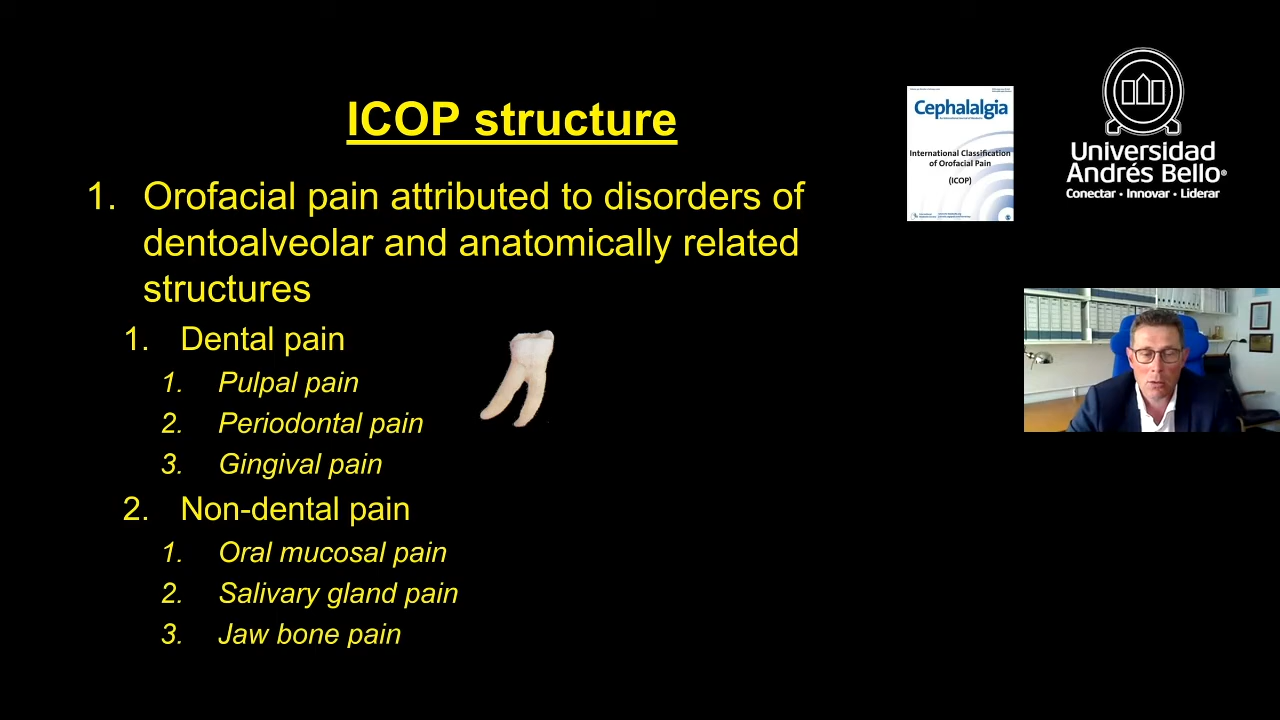 ICOP structure
1. Orofacial pain attributed to disorders of
dentoalveolar and anatomically related
structures
1. Dental pain
1. Pulpal pain
2. Periodontal pain
3. Gingival pain
2. Non-dental pain
1. Oral mucosal pain
2. Salivary gland pain
3. Jaw bone pain
Cephalalgia
International Classification
of Orofacial Pain
(ICOP)
Universidad
Andrés Bello®
Conectar • Innovar • Liderar